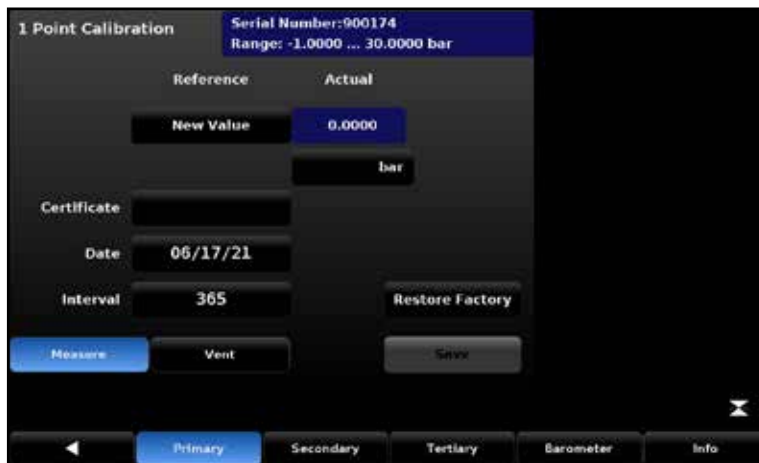 1 Point Calibration
Serial Number:900174
Range: -1.0000 ... 30.0000 bar
Reference Actual
New Value 0.0000
bar
Certificate
Date 06/17/21
Interval 365 Restore Factory
Measure Vent Save
Primary Secondary Tertiary Barometer Info